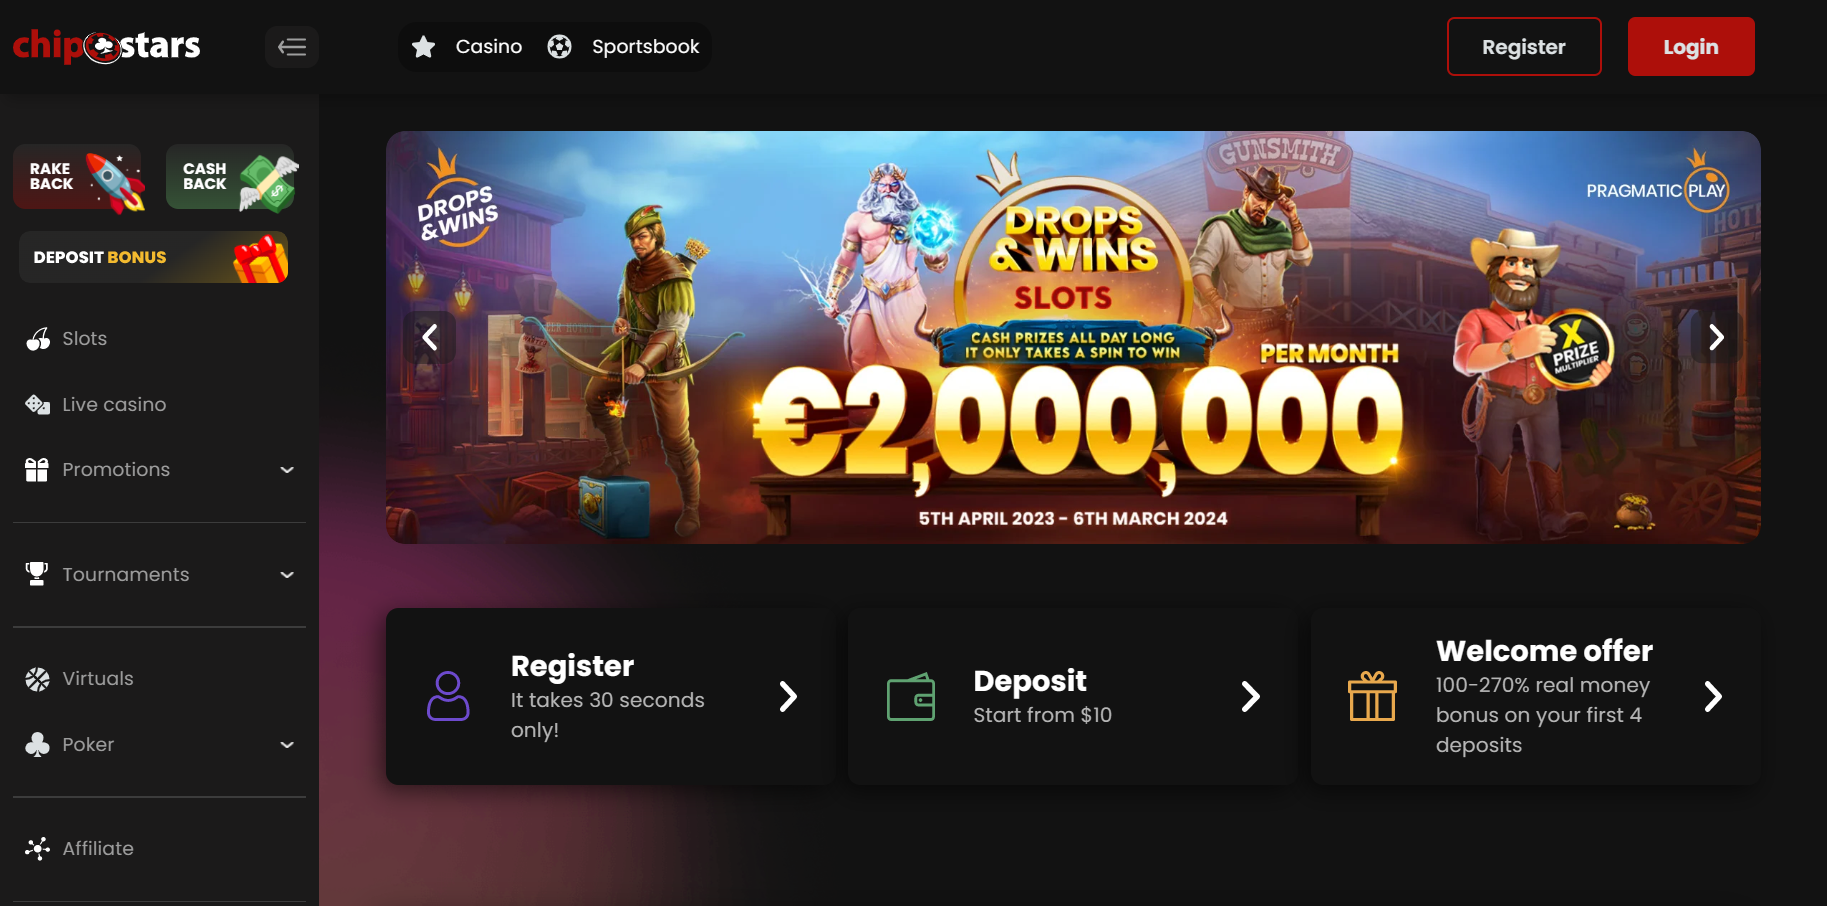 chipstars
Casino
Sportsbook
Register
Login
RAKE
BACK
CASH
BACK
DEPOSIT BONUS
Slots
Live casino
Promotions
Tournaments
Virtuals
Poker
Affiliate
DROPS
& WINS
GUNSMITH
PRAGMATIC PLAY
HOTEL
DROPS
& WINS
SLOTS
CASH PRIZES ALL DAY LONG
IT ONLY TAKES A SPIN TO WIN
PER MONTH
€2,000,000
X
PRIZE
MULTIPLIER
5TH APRIL 2023 - 6TH MARCH 2024
Register
It takes 30 seconds
only!
Deposit
Start from $10
Welcome offer
100-270% real money
bonus on your first 4
deposits